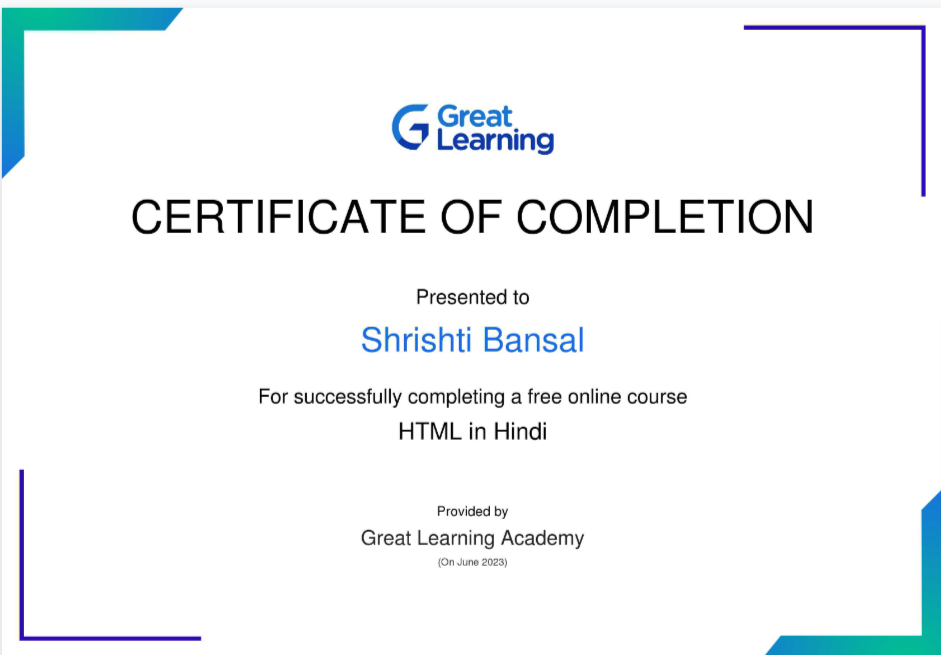 Great
Learning
CERTIFICATE OF COMPLETION
Presented to
Shrishti Bansal
For successfully completing a free online course
HTML in Hindi
Provided by
Great Learning Academy
(On June 2023)